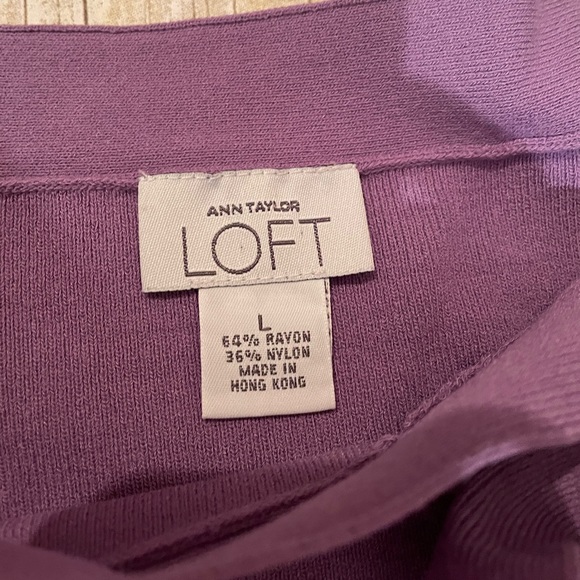 ANN TAYLOR
LOFT
L
64% RAYON
36% NYLON
MADE IN
HONG KONG